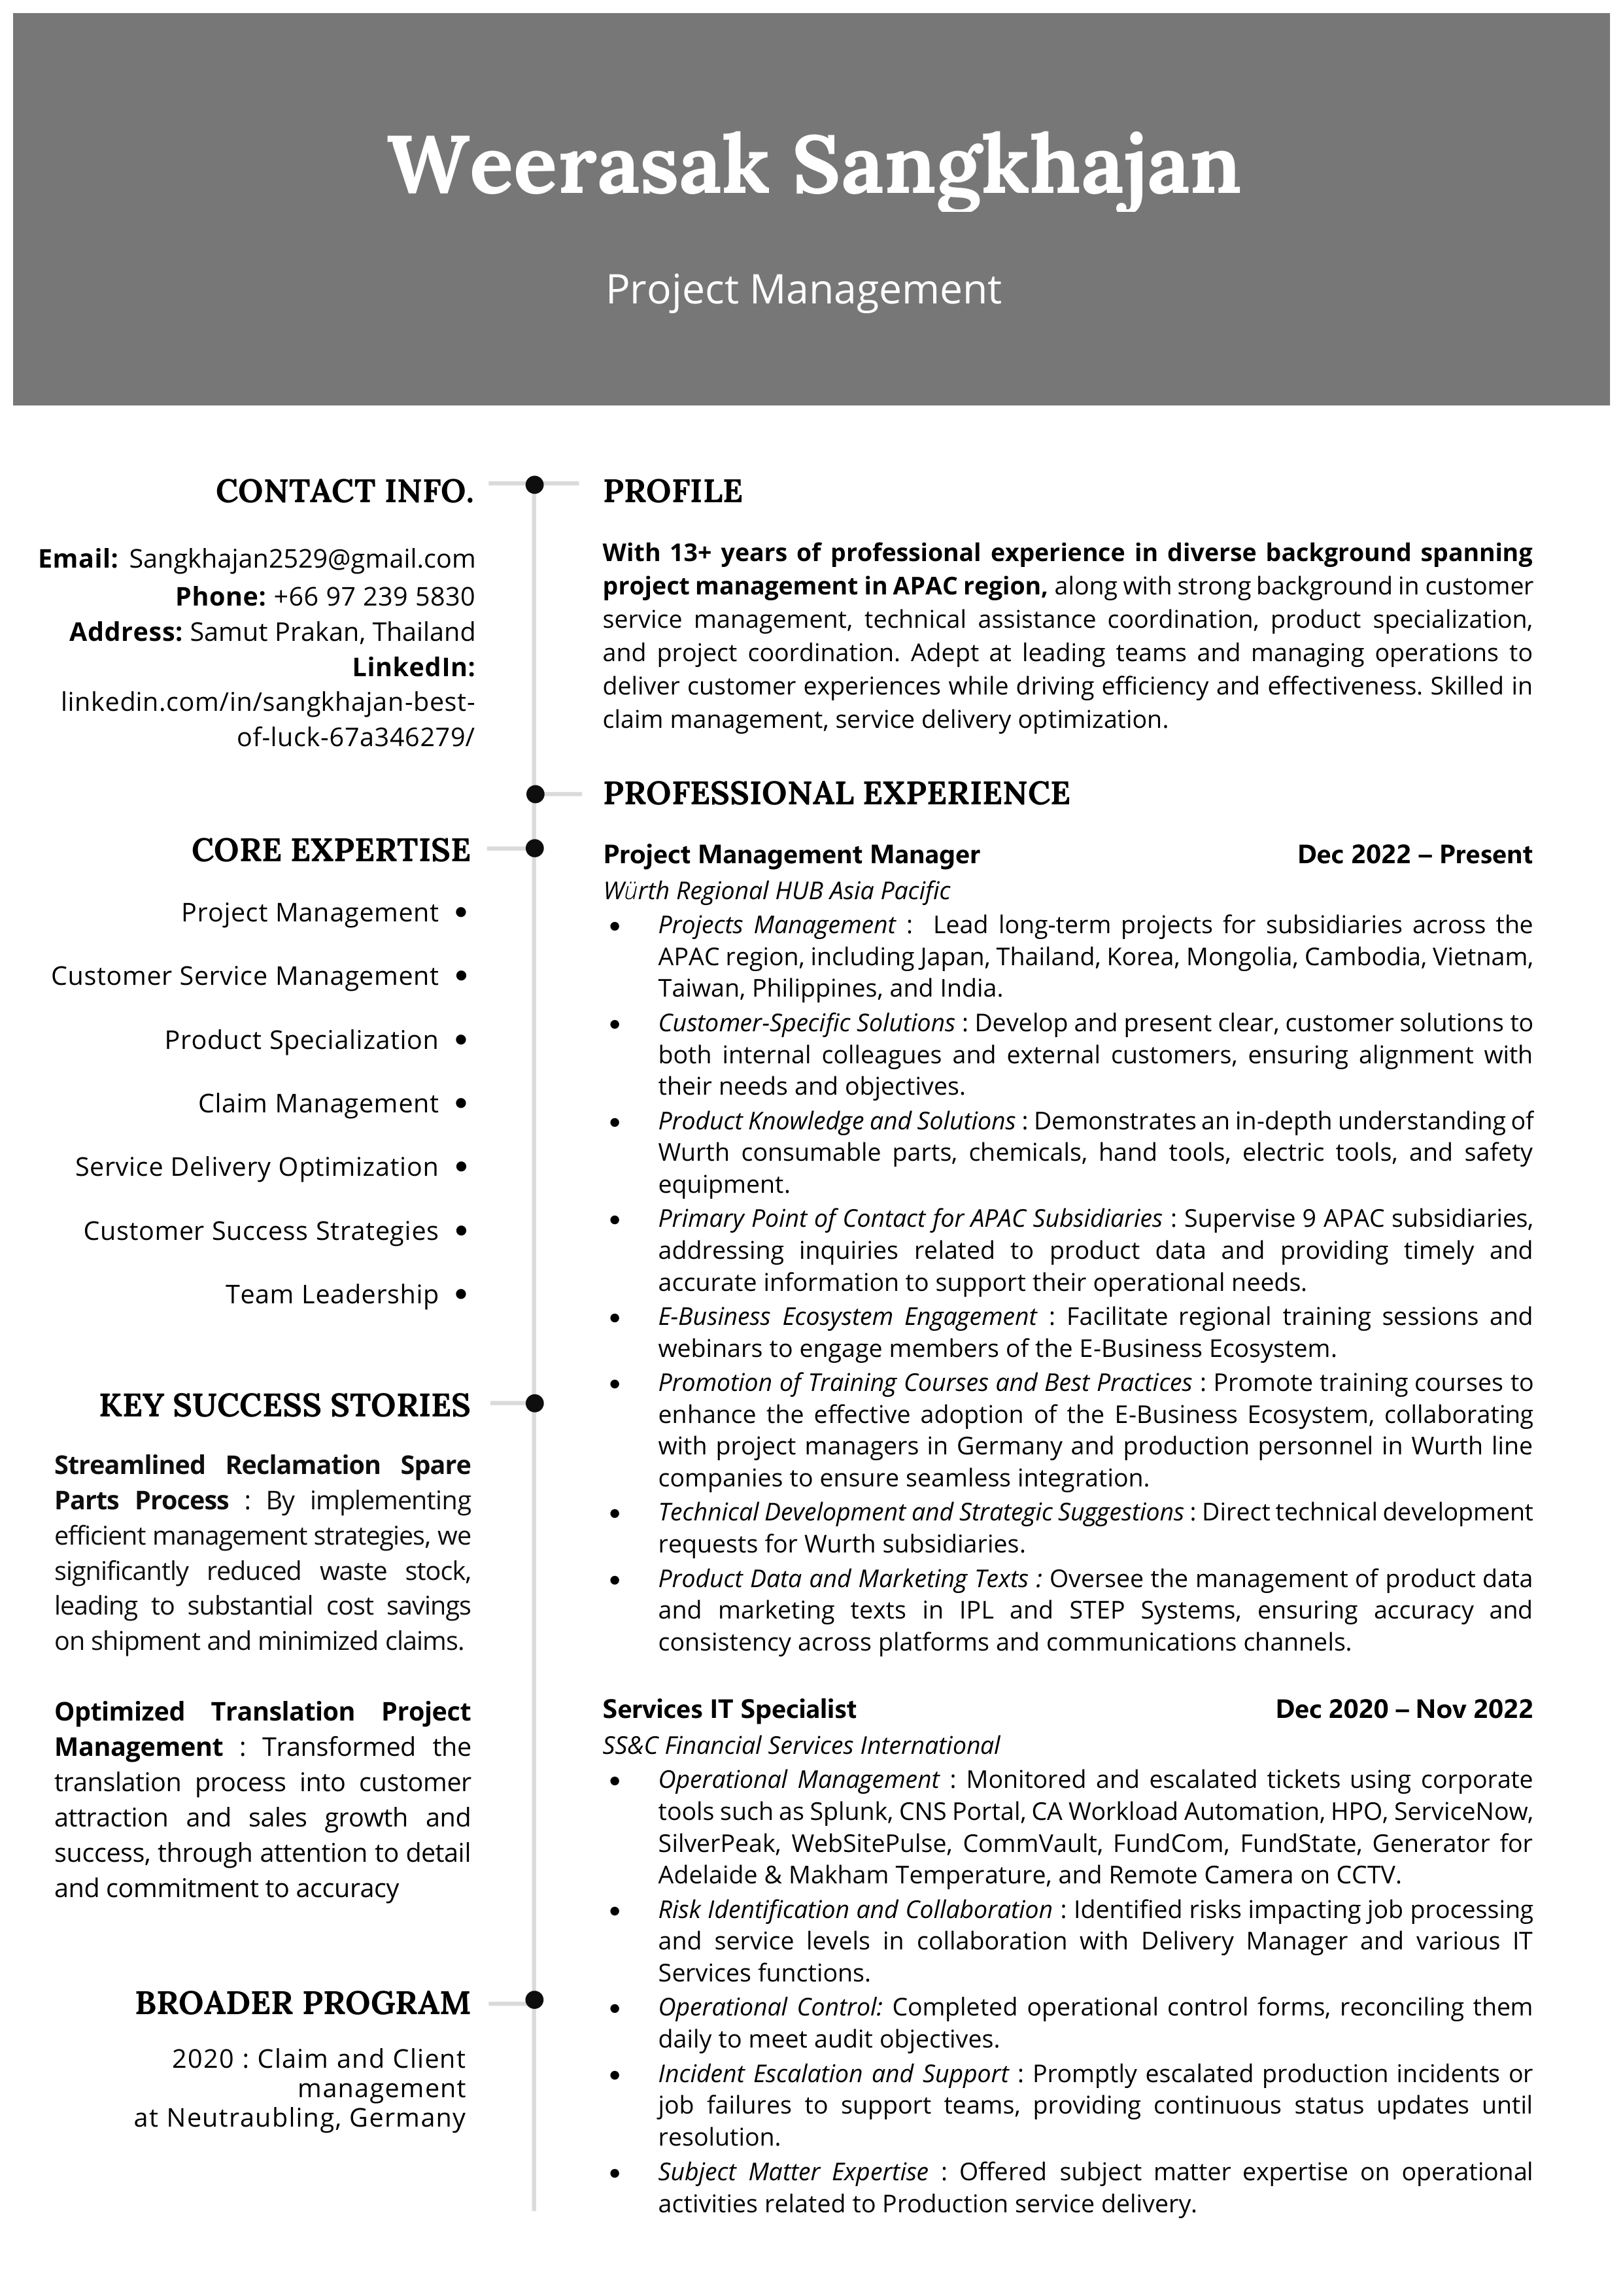 Weerasak Sangkhajan
Project Management
CONTACT INFO.
Email: Sangkhajan2529@gmail.com
Phone: +66 97 239 5830
Address: Samut Prakan, Thailand
LinkedIn:
linkedin.com/in/sangkhajan-best-
of-luck-67a346279/
CORE EXPERTISE
Project Management •
Customer Service Management •
Product Specialization •
Claim Management •
Service Delivery Optimization •
Customer Success Strategies •
Team Leadership •
KEY SUCCESS STORIES
Streamlined Reclamation Spare
Parts Process : By implementing
efficient management strategies, we
significantly reduced waste stock,
leading to substantial cost savings
on shipment and minimized claims.
Optimized Translation Project
Management : Transformed the
translation process into customer
attraction and sales growth and
success, through attention to detail
and commitment to accuracy
BROADER PROGRAM
2020 : Claim and Client
management
at Neutraubling, Germany
PROFILE
With 13+ years of professional experience in diverse background spanning
project management in APAC region, along with strong background in customer
service management, technical assistance coordination, product specialization,
and project coordination. Adept at leading teams and managing operations to
deliver customer experiences while driving efficiency and effectiveness. Skilled in
claim management, service delivery optimization.
PROFESSIONAL EXPERIENCE
Project Management Manager Dec 2022 – Present
Würth Regional HUB Asia Pacific
• Projects Management : Lead long-term projects for subsidiaries across the
APAC region, including Japan, Thailand, Korea, Mongolia, Cambodia, Vietnam,
Taiwan, Philippines, and India.
• Customer-Specific Solutions : Develop and present clear, customer solutions to
both internal colleagues and external customers, ensuring alignment with
their needs and objectives.
• Product Knowledge and Solutions : Demonstrates an in-depth understanding of
Wurth consumable parts, chemicals, hand tools, electric tools, and safety
equipment.
• Primary Point of Contact for APAC Subsidiaries : Supervise 9 APAC subsidiaries,
addressing inquiries related to product data and providing timely and
accurate information to support their operational needs.
• E-Business Ecosystem Engagement : Facilitate regional training sessions and
webinars to engage members of the E-Business Ecosystem.
• Promotion of Training Courses and Best Practices : Promote training courses to
enhance the effective adoption of the E-Business Ecosystem, collaborating
with project managers in Germany and production personnel in Wurth line
companies to ensure seamless integration.
• Technical Development and Strategic Suggestions : Direct technical development
requests for Wurth subsidiaries.
• Product Data and Marketing Texts : Oversee the management of product data
and marketing texts in IPL and STEP Systems, ensuring accuracy and
consistency across platforms and communications channels.
Services IT Specialist Dec 2020 – Nov 2022
SS&C Financial Services International
• Operational Management : Monitored and escalated tickets using corporate
tools such as Splunk, CNS Portal, CA Workload Automation, HPO, ServiceNow,
SilverPeak, WebSitePulse, CommVault, FundCom, FundState, Generator for
Adelaide & Makham Temperature, and Remote Camera on CCTV.
• Risk Identification and Collaboration : Identified risks impacting job processing
and service levels in collaboration with Delivery Manager and various IT
Services functions.
• Operational Control: Completed operational control forms, reconciling them
daily to meet audit objectives.
• Incident Escalation and Support : Promptly escalated production incidents or
job failures to support teams, providing continuous status updates until
resolution.
• Subject Matter Expertise : Offered subject matter expertise on operational
activities related to Production service delivery.